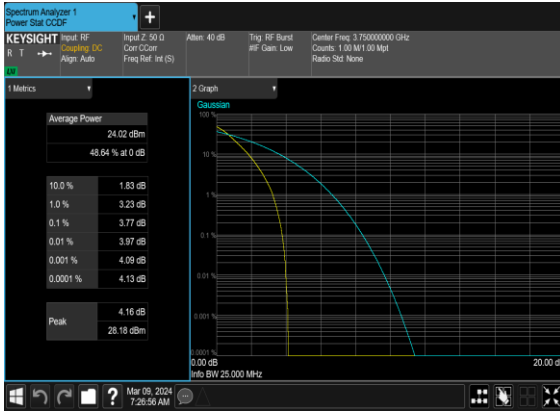 Spectrum Analyzer 1
Power Stat CCDF
+
KEYSIGHT
R T
LV
Input: RF
Coupling: DC
Align: Auto
Input Z: 50 Ω
Corr CCorr
Freq Ref: Int (S)
Atten: 40 dB
Trig: RF Burst
#IF Gain: Low
Center Freq: 3.750000000 GHz
Counts: 1.00 M/1.00 Mpt
Radio Std: None
1 Metrics
Average Power
24.02 dBm
48.64 % at 0 dB
10.0 % 1.83 dB
1.0 % 3.23 dB
0.1 % 3.77 dB
0.01 % 3.97 dB
0.001 % 4.09 dB
0.0001 % 4.13 dB
Peak
4.16 dB
28.18 dBm
2 Graph
Gaussian
100 %
10 %
1 %
0.1 %
0.01 %
0.001 %
0.0001 %
0.00 dB
20.00 d
Info BW 25.000 MHz
?
Mar 09, 2024
7:26:56 AM